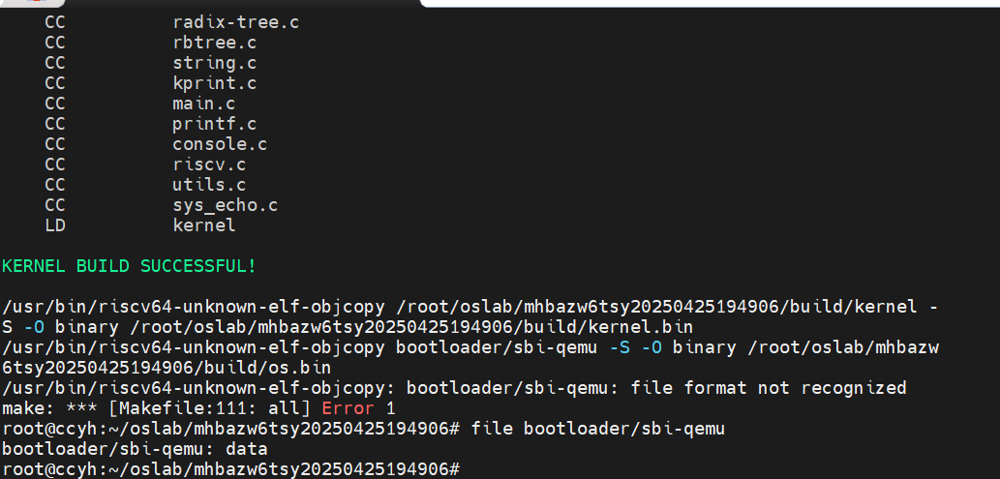 CC radix-tree.c
CC rbtree.c
CC string.c
CC kprint.c
CC main.c
CC printf.c
CC console.c
CC riscv.c
CC utils.c
CC sys_echo.c
LD kernel
KERNEL BUILD SUCCESSFUL!
/usr/bin/riscv64-unknown-elf-objcopy /root/oslab/mhbazw6tsy20250425194906/build/kernel -
S -O binary /root/oslab/mhbazw6tsy20250425194906/build/kernel.bin
/usr/bin/riscv64-unknown-elf-objcopy bootloader/sbi-qemu -S -O binary /root/oslab/mhbazw
6tsy20250425194906/build/os.bin
/usr/bin/riscv64-unknown-elf-objcopy: bootloader/sbi-qemu: file format not recognized
make: *** [Makefile:111: all] Error 1
root@ccyh:~/oslab/mhbazw6tsy20250425194906# file bootloader/sbi-qemu
bootloader/sbi-qemu: data
root@ccyh:~/oslab/mhbazw6tsy20250425194906#